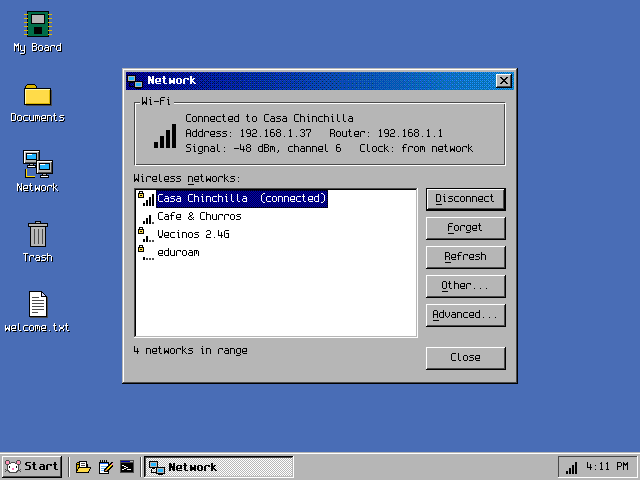 My Board
Documents
Network
Trash
welcome.txt
Network
Wi-Fi
Connected to Casa Chinchilla
Address: 192.168.1.37 Router: 192.168.1.1
Signal: -48 dBm, channel 6 Clock: from network
Wireless networks:
Casa Chinchilla (connected)
Cafe & Churros
Vecinos 2.4G
eduroam
4 networks in range
Disconnect
Forget
Refresh
Other...
Advanced...
Close
Start
Network
4:11 PM